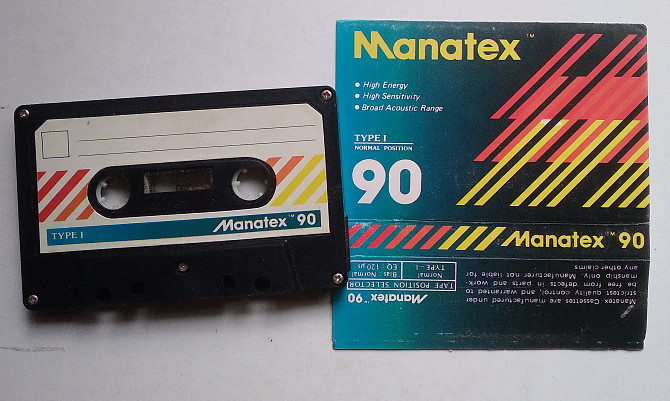 TYPE I
Manatex™ 90
Manatex™
• High Energy
• High Sensitivity
• Broad Acoustic Range
TYPE I
NORMAL POSITION
90
Manatex™ 90
Manatex Cassettes are manufactured under
strictest quality control, and warranted to
be free from defects in parts and work-
manship only. Manufacturer not liable for
any other claims
Manatex 90
TAPE POSITION SELECTOR
Normal
TYPE-I
Bias: Normal
EQ: 120 μs